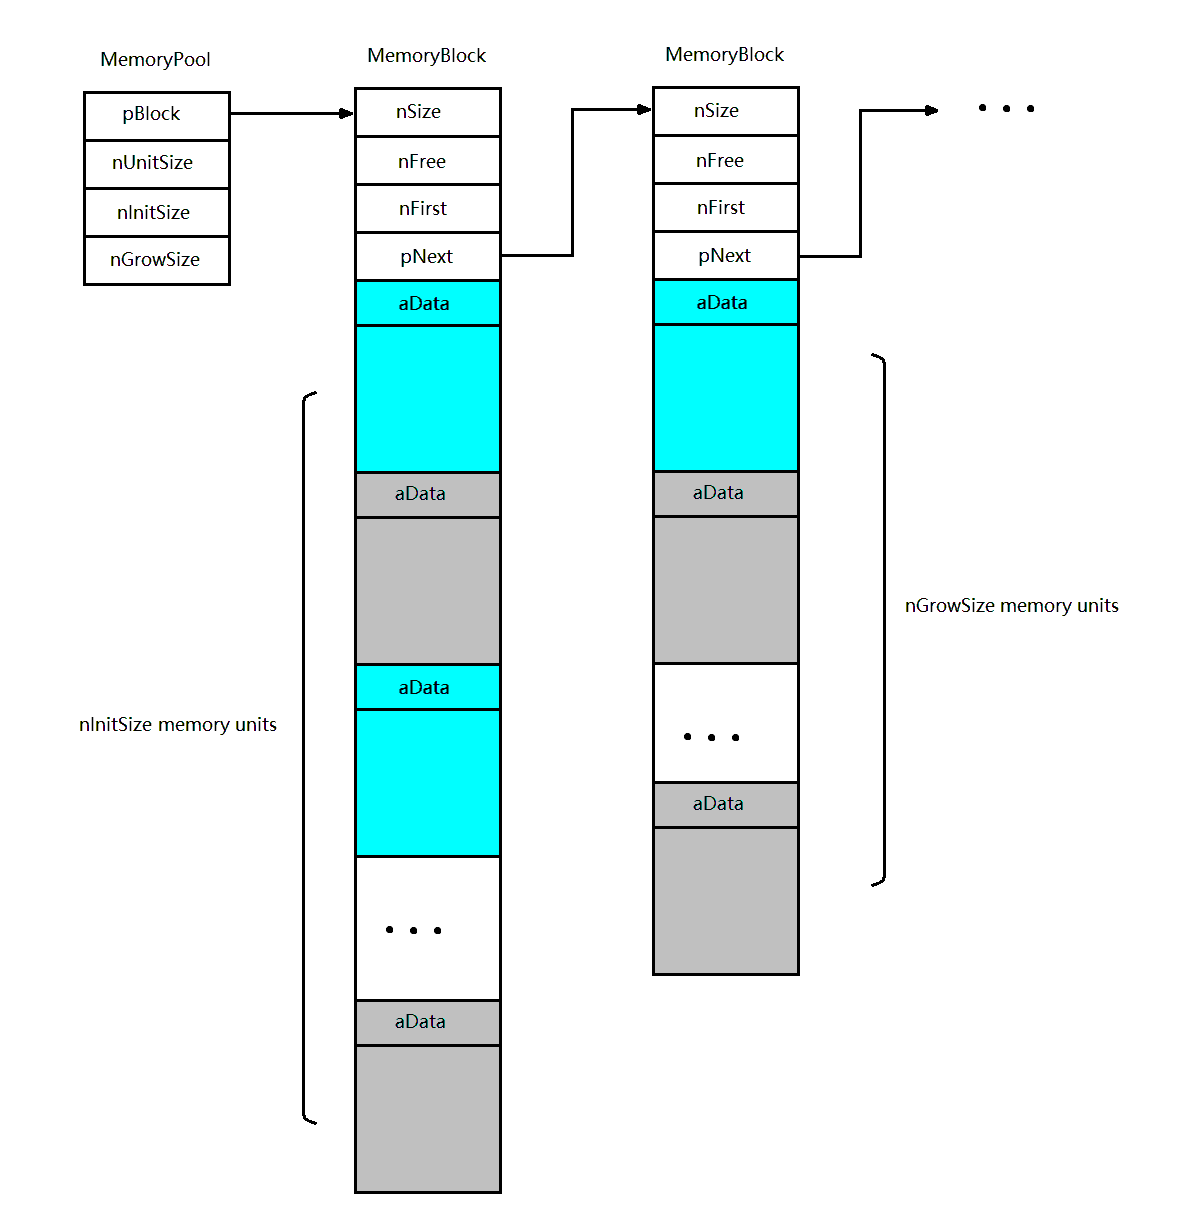 MemoryPool
pBlock
nUnitSize
nInitSize
nGrowSize
MemoryBlock
nSize
nFree
nFirst
pNext
aData
aData
aData
• • •
aData
nInitSize memory units
MemoryBlock
nSize
nFree
nFirst
pNext
aData
aData
• • •
aData
nGrowSize memory units
• • •